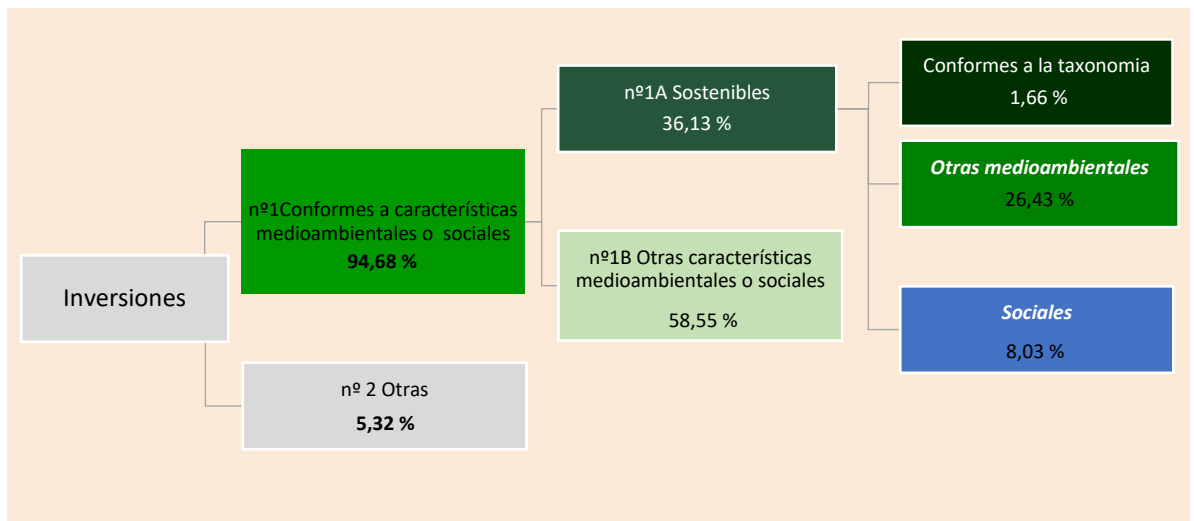 Inversiones
nº1Conformes a características
medioambientales o sociales
94,68 %
nº 2 Otras
5,32 %
nº1A Sostenibles
36,13 %
nº1B Otras características
medioambientales o sociales
58,55 %
Conformes a la taxonomia
1,66 %
Otras medioambientales
26,43 %
Sociales
8,03 %